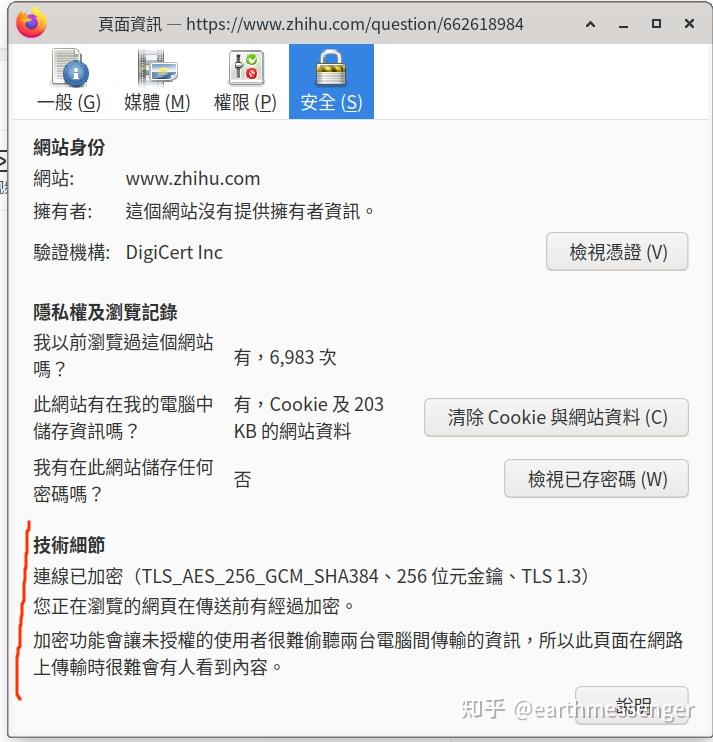 頁面資訊 — https://www.zhihu.com/question/662618984
一般 (G) 媒體 (M) 權限 (P) 安全 (S)
網站身份
網站: www.zhihu.com
擁有者: 這個網站沒有提供擁有者資訊。
驗證機構: DigiCert Inc
檢視憑證 (V)
隱私權及瀏覽記錄
我以前瀏覽過這個網站
嗎？
有，6,983 次
此網站有在我的電腦中
儲存資訊嗎？
有，Cookie 及 203
KB 的網站資料
清除 Cookie 與網站資料 (C)
我有在此網站儲存任何
密碼嗎？
否
檢視已存密碼 (W)
技術細節
連線已加密（TLS_AES_256_GCM_SHA384、256 位元金鑰、TLS 1.3）
您正在瀏覽的網頁在傳送前有經過加密。
加密功能會讓未授權的使用者很難偷聽兩台電腦間傳輸的資訊，所以此頁面在網路
上傳輸時很難會有人看到內容。
說明
知乎 @earthmessenger